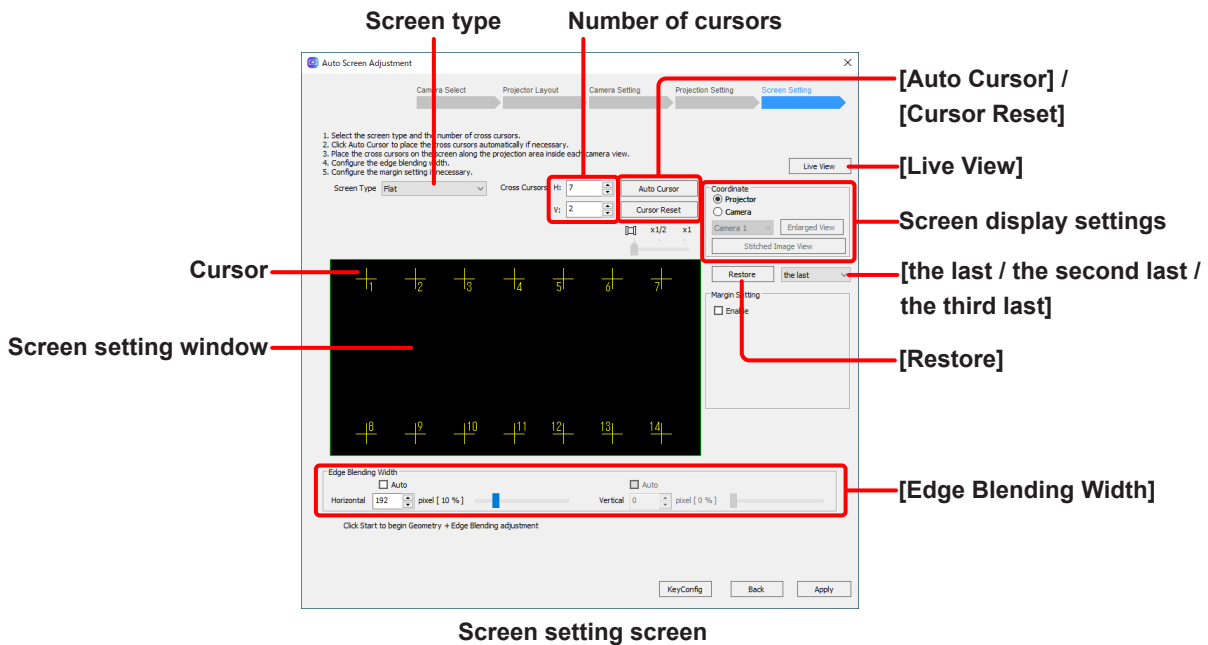 Screen type
Number of cursors
Auto Screen Adjustment
Camera Select
Projector Layout
Camera Setting
Projection Setting
Screen Setting
[Auto Cursor] /
[Cursor Reset]
1. Select the screen type and the number of cross cursors.
2. Click Auto Cursor to place the cross cursors automatically if necessary.
3. Place the cross cursors on the screen along the projection area inside each camera view.
4. Configure the edge blending width.
5. Configure the margin setting if necessary.
Live View
[Live View]
Screen Type
Flat
Cross Cursors
H: 7
Auto Cursor
V: 2
Cursor Reset
Coordinate
Projector
Camera
Camera 1
Enlarged View
Stitched Image View
Screen display settings
x1/2
x1
Cursor
1 2 3 4 5 6 7
Restore
the last
[the last / the second last /
the third last]
Margin Setting
Enable
Screen setting window
[Restore]
8 9 10 11 12 13 14
Edge Blending Width
Auto
Auto
Horizontal 192 pixel [ 10 % ]
Vertical 0 pixel [ 0 % ]
[Edge Blending Width]
Click Start to begin Geometry + Edge Blending adjustment
KeyConfig
Back
Apply
Screen setting screen